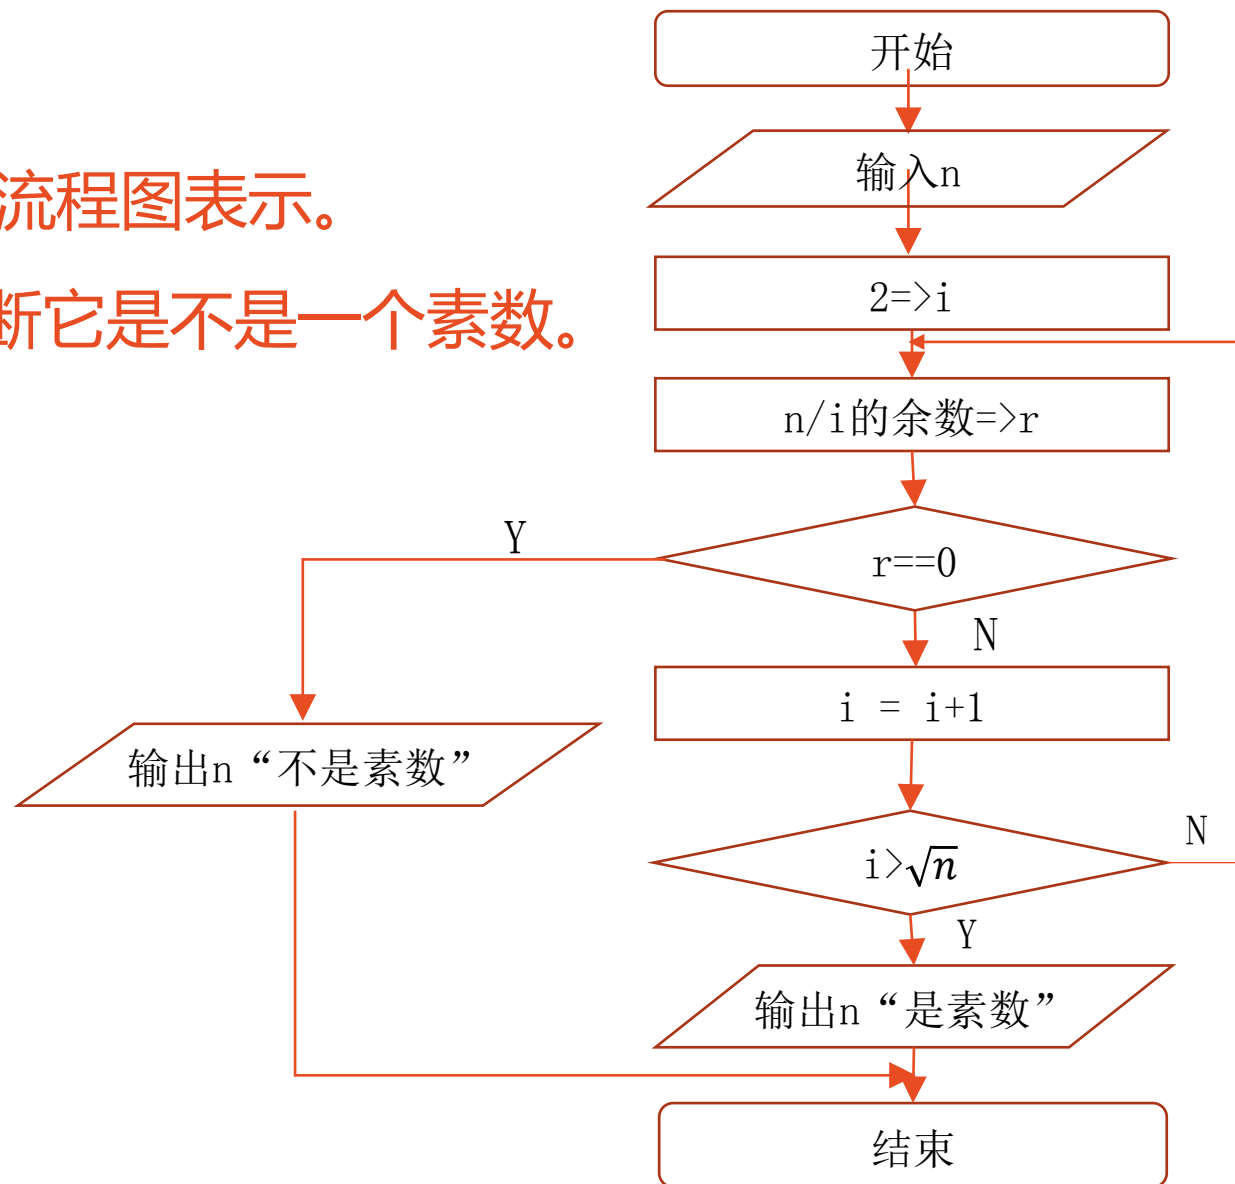 开始
输入n
流程图表示。
2=>i
断它是不是一个素数。
n/i的余数=>r
Y
r==0
N
i = i+1
输出n“不是素数”
N
i>√n
Y
输出n“是素数”
结束